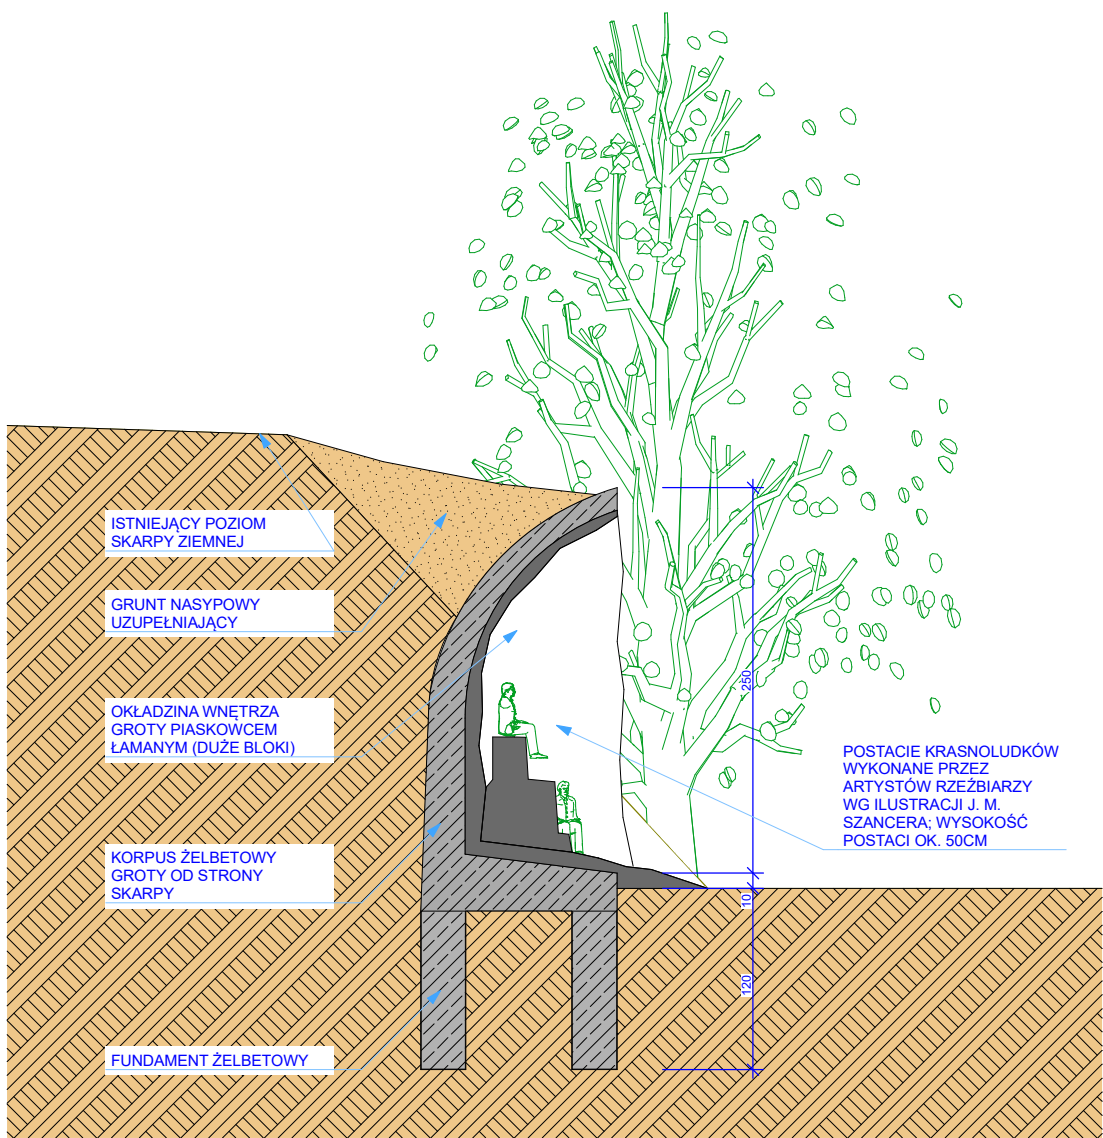 ISTNIEJĄCY POZIOM
SKARPY ZIEMNEJ
GRUNT NASYPOWY
UZUPEŁNIAJĄCY
OKŁADZINA WNĘTRZA
GROTY PIASKOWCEM
ŁAMANYM (DUŻE BLOKI)
KORPUS ŻELBETOWY
GROTY OD STRONY
SKARPY
FUNDAMENT ŻELBETOWY
250
POSTACIE KRASNOLUDKÓW
WYKONANE PRZEZ
ARTYSTÓW RZEŹBIARZY
WG ILUSTRACJI J. M.
SZANCERA; WYSOKOŚĆ
POSTACI OK. 50CM
10
120